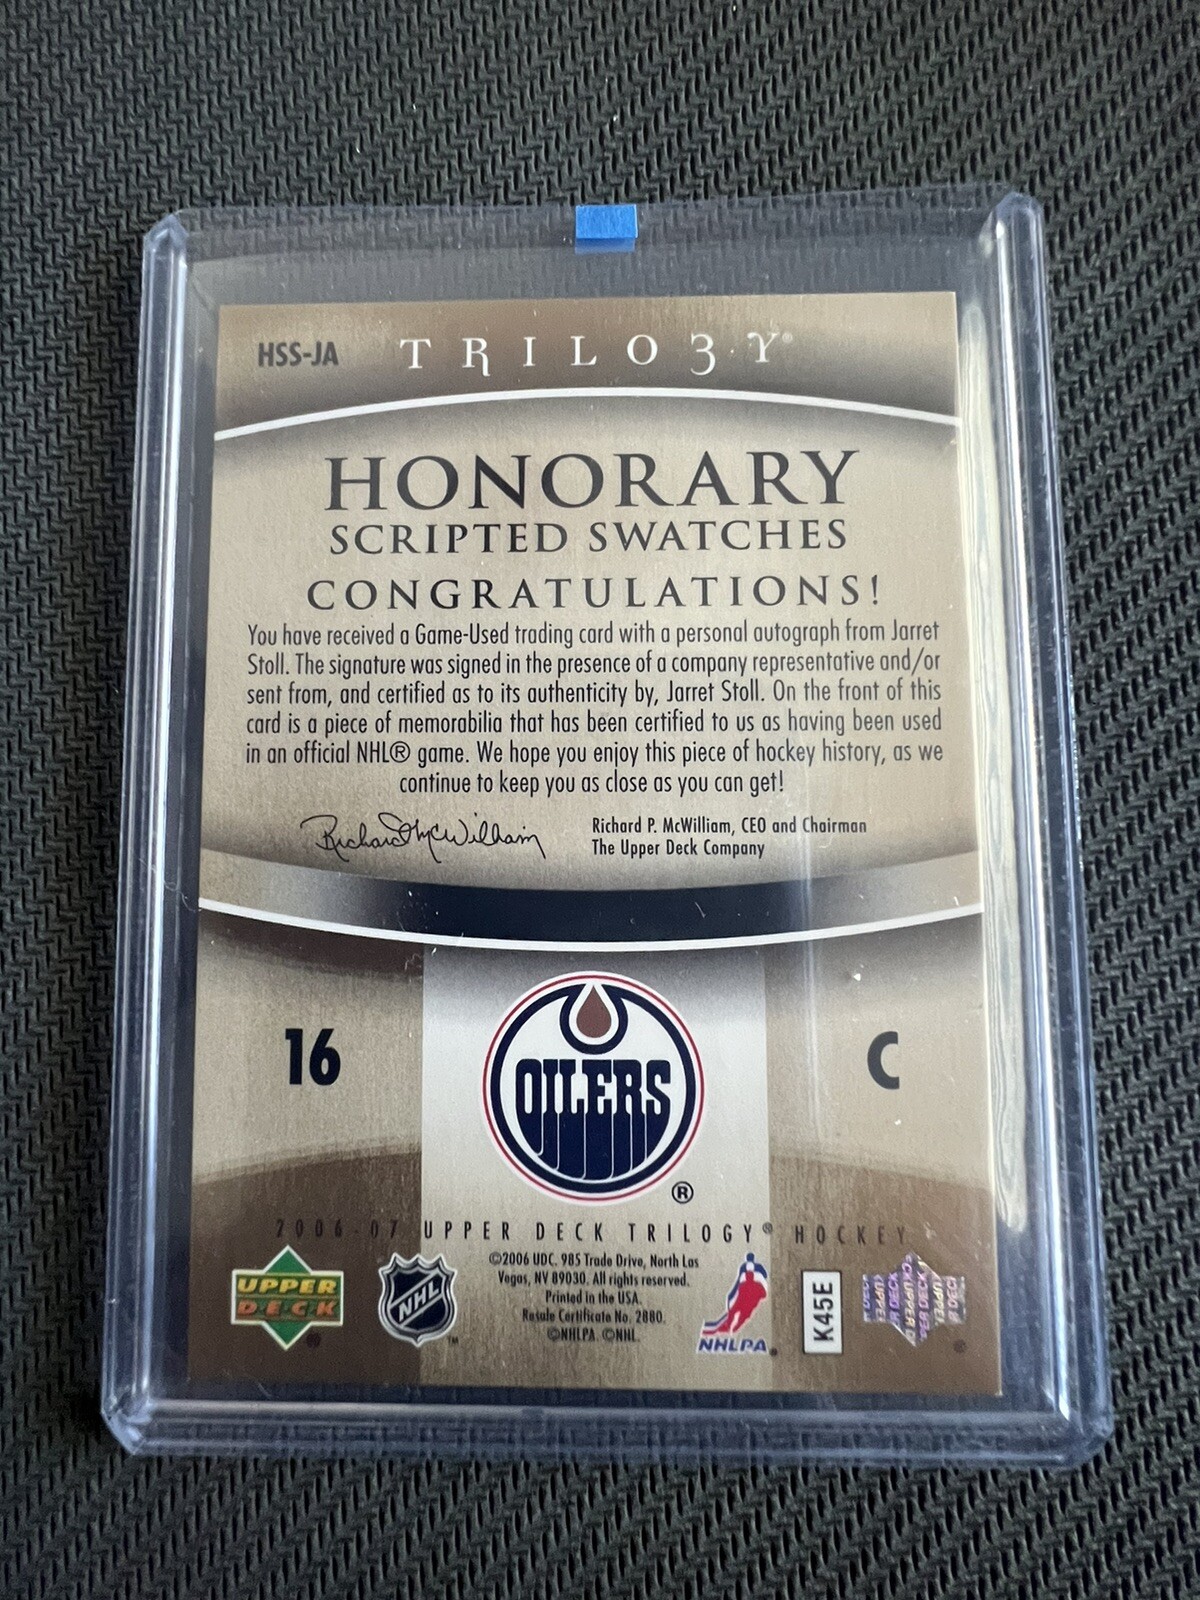 HSS-JA TRILO3Y®
HONORARY
SCRIPTED SWATCHES
CONGRATULATIONS!
You have received a Game-Used trading card with a personal autograph from Jarret
Stoll. The signature was signed in the presence of a company representative and/or
sent from, and certified as to its authenticity by, Jarret Stoll. On the front of this
card is a piece of memorabilia that has been certified to us as having been used
in an official NHL® game. We hope you enjoy this piece of hockey history, as we
continue to keep you as close as you can get!
Richard P. McWilliam
Richard P. McWilliam, CEO and Chairman
The Upper Deck Company
16
OILERS
®
C
2006-07 UPPER DECK TRILOGY® HOCKEY
UPPER
DECK
®
NHL
™
©2006 UDC. 985 Trade Drive, North Las
Vegas, NV 89030. All rights reserved.
Printed in the USA.
Resale Certificate No. 2880.
©NHLPA. ©NHL.
NHLPA®
K45E
UPPER DECK